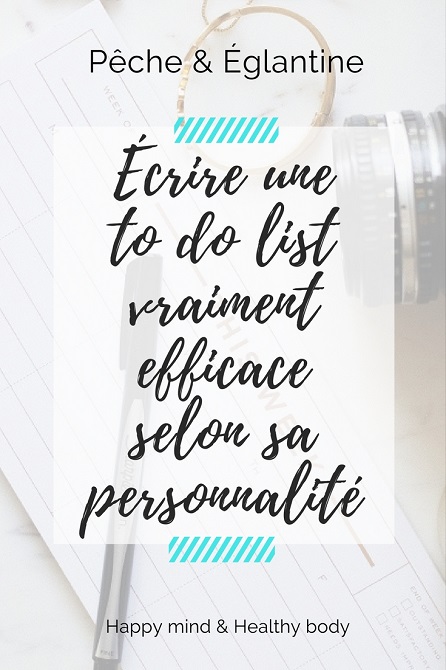 Pêche & Églantine
Écrire une
to do list
vraiment
efficace
selon sa
personnalité
Happy mind & Healthy body